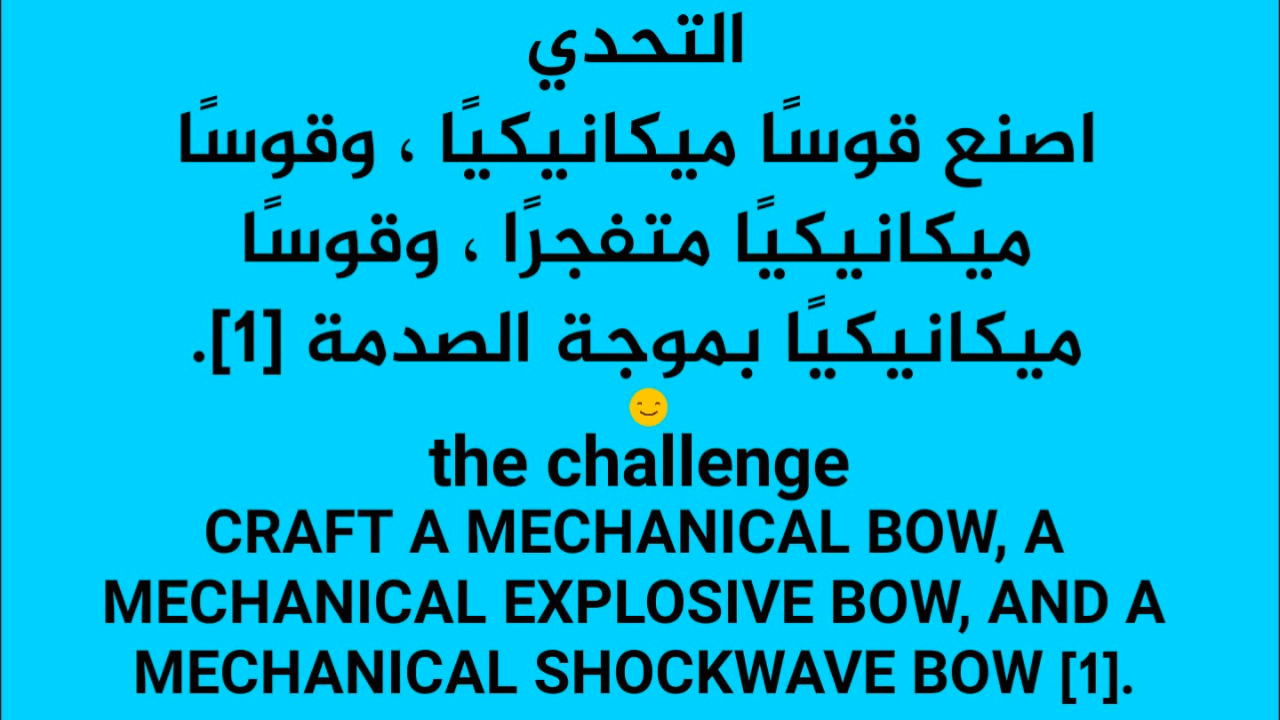 التحدي
اصنع قوسًا ميكانيكيًا ، وقوسًا
ميكانيكيًا متفجرًا ، وقوسًا
ميكانيكيًا بموجة الصدمة [1].
😊
the challenge
CRAFT A MECHANICAL BOW, A
MECHANICAL EXPLOSIVE BOW, AND A
MECHANICAL SHOCKWAVE BOW [1].